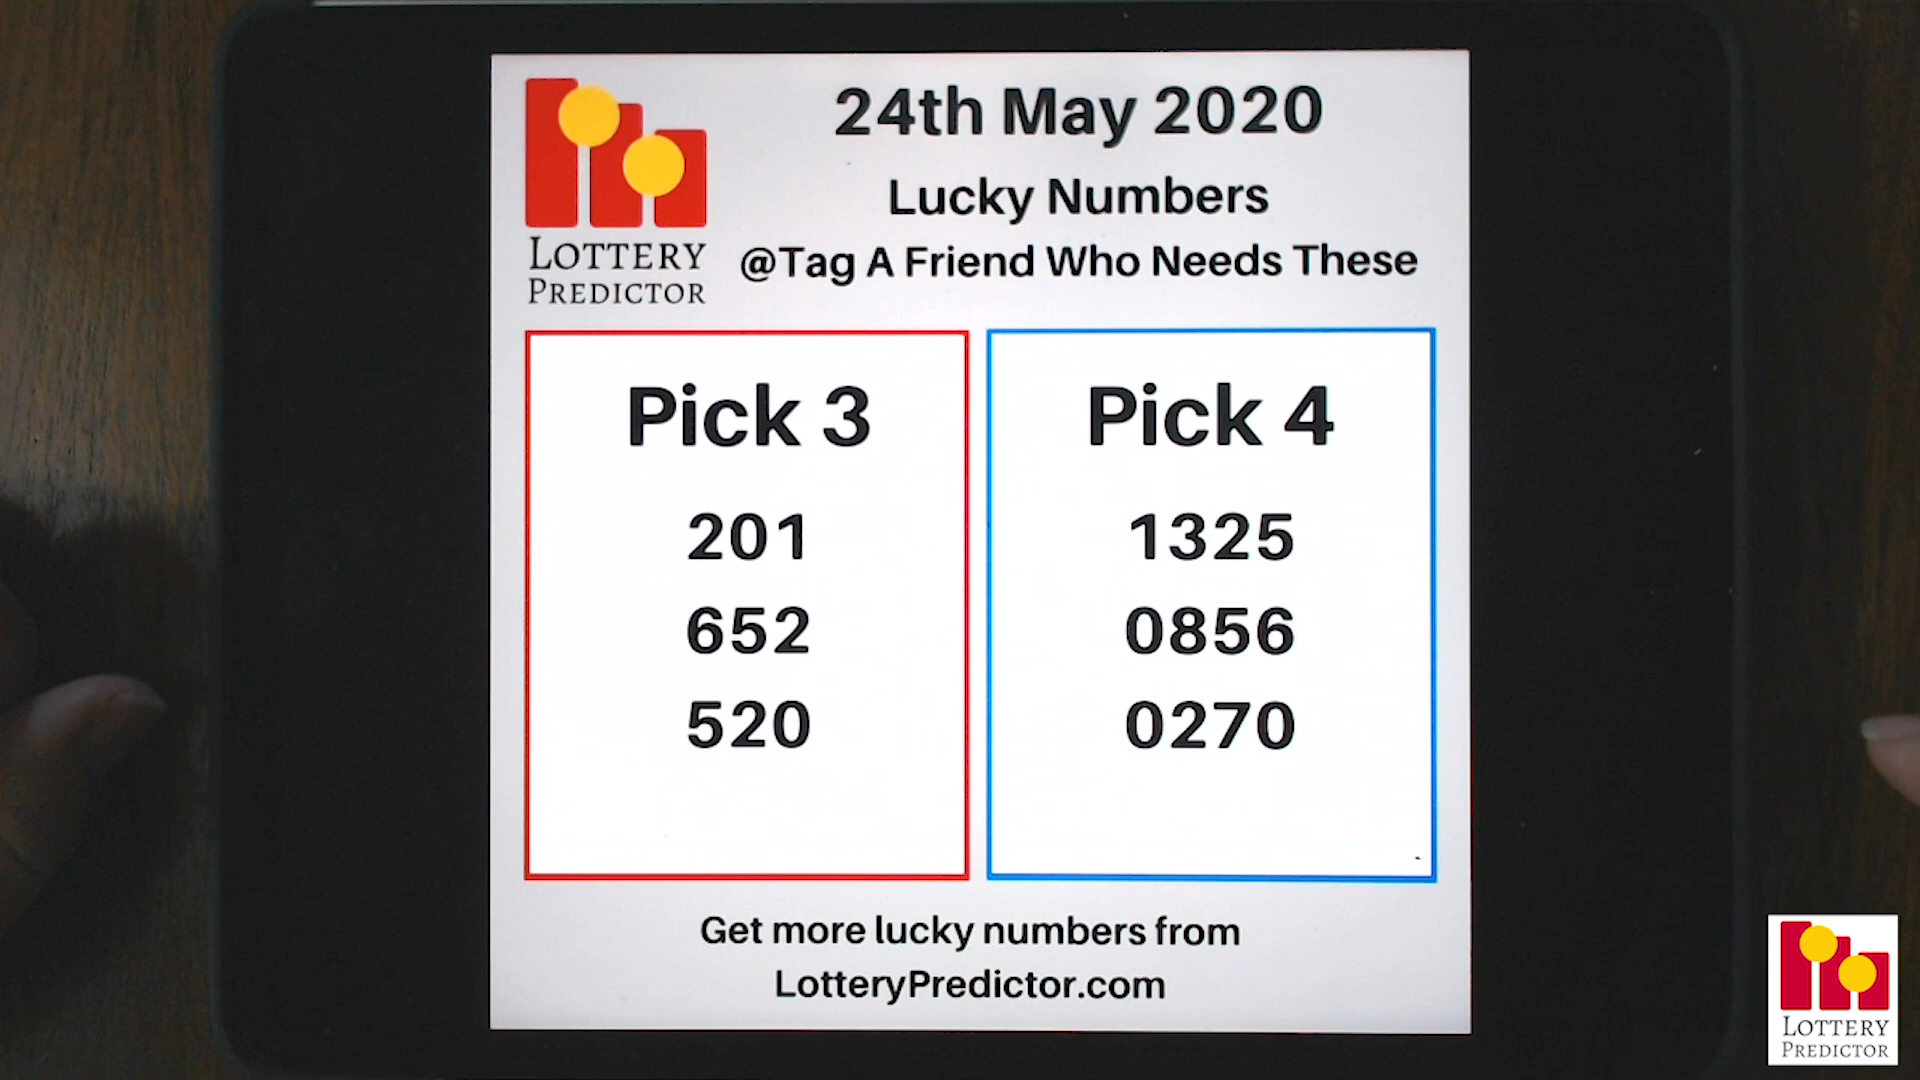 24th May 2020
Lucky Numbers
@Tag A Friend Who Needs These
LOTTERY
PREDICTOR
Pick 3
201
652
520
Pick 4
1325
0856
0270
Get more lucky numbers from
LotteryPredictor.com
LOTTERY
PREDICTOR